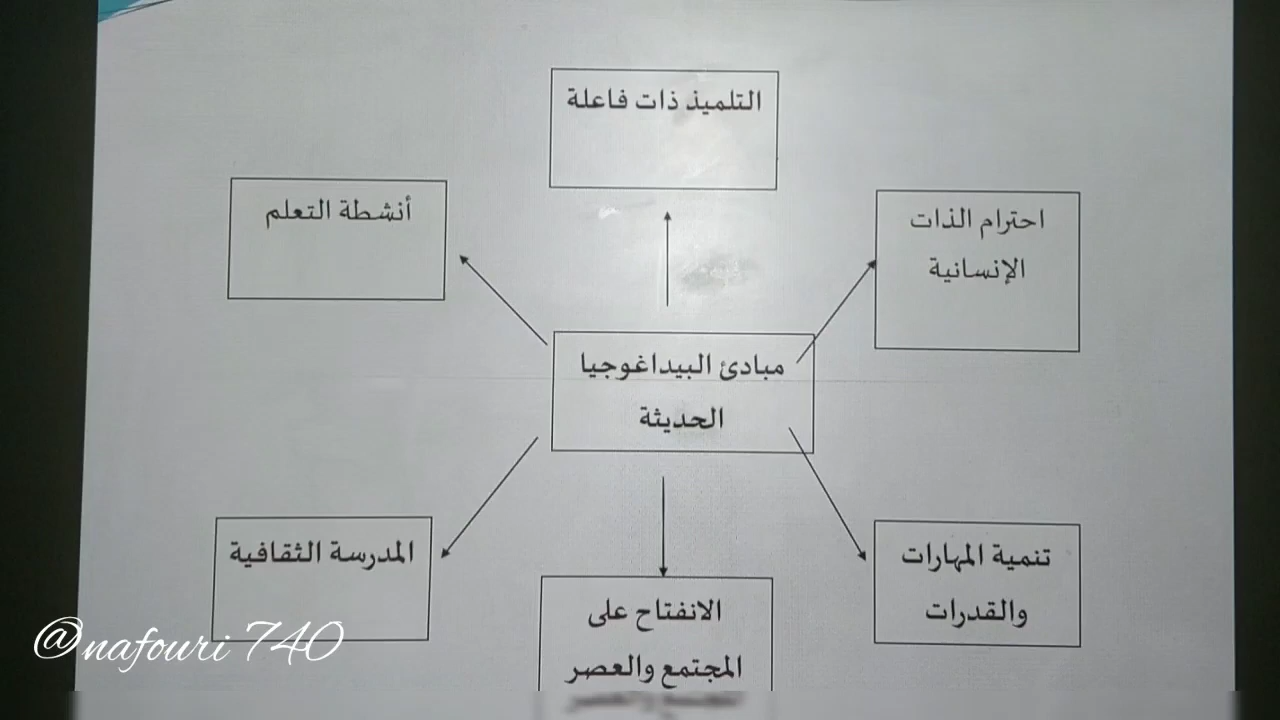 التلميذ ذات فاعلة
احترام الذات
الإنسانية
أنشطة التعلم
مبادئ البيداغوجيا
الحديثة
تنمية المهارات
والقدرات
المدرسة الثقافية
الانفتاح على
المجتمع والعصر
@nafouri 740